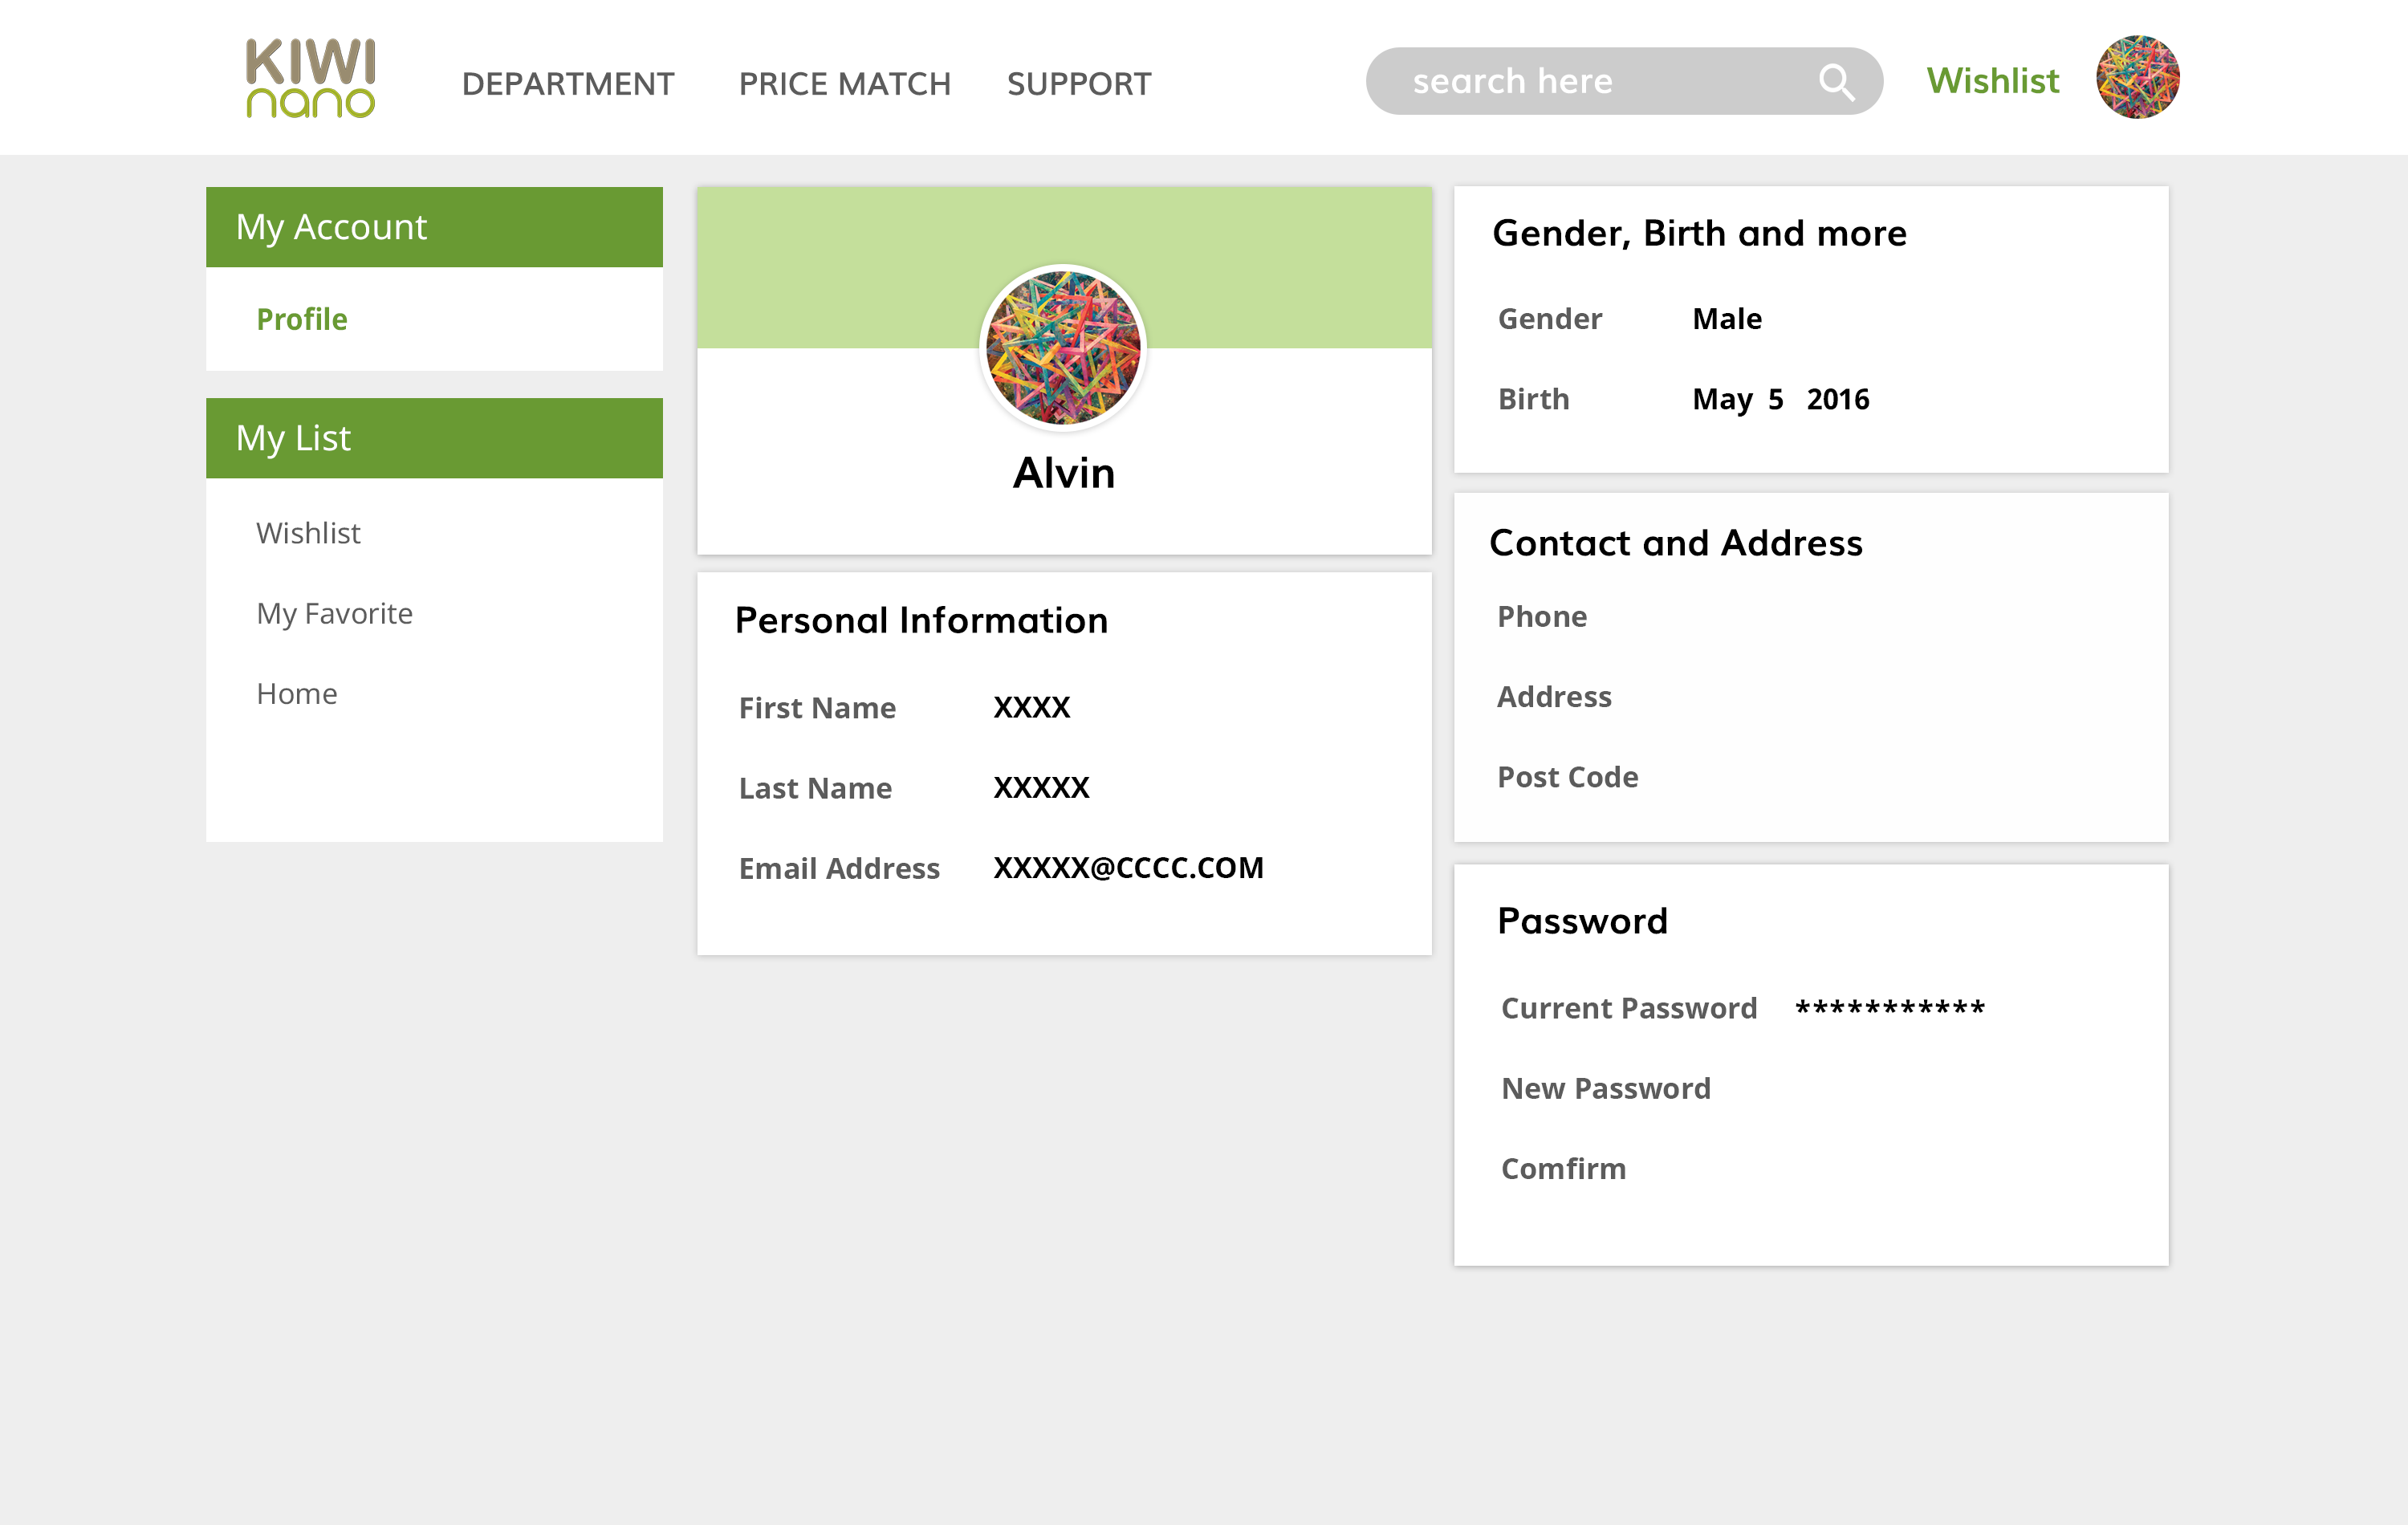 KIWI
nano
DEPARTMENT
PRICE MATCH
SUPPORT
search here
Wishlist
My Account
Profile
My List
Wishlist
My Favorite
Home
Alvin
Personal Information
First Name XXXX
Last Name XXXXX
Email Address XXXXX@CCCC.COM
Gender, Birth and more
Gender Male
Birth May 5 2016
Contact and Address
Phone
Address
Post Code
Password
Current Password ***********
New Password
Comfirm